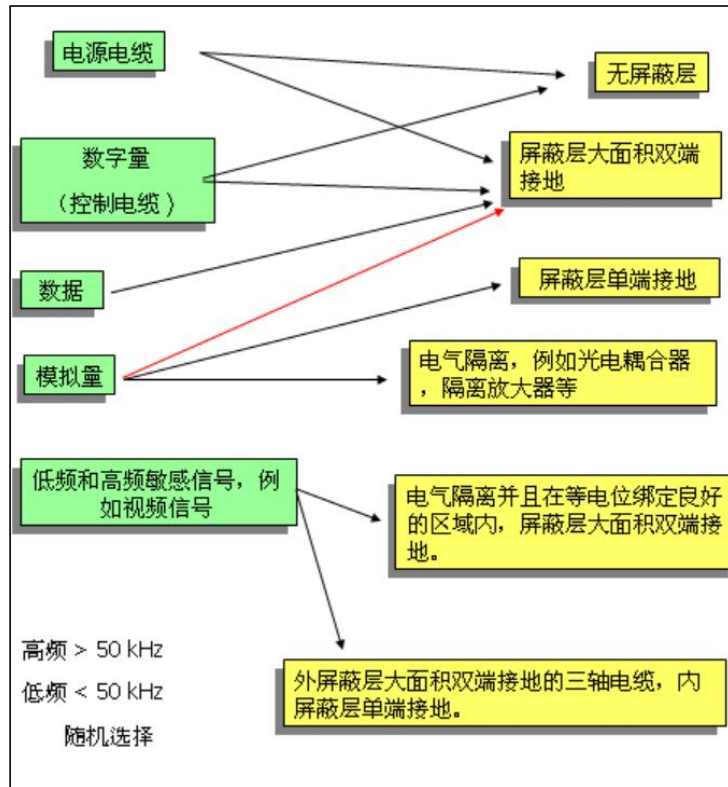 电源电缆
无屏蔽层
数字量
（控制电缆）
屏蔽层大面积双端
接地
数据
屏蔽层单端接地
模拟量
电气隔离，例如光电耦合器
，隔离放大器等
低频和高频敏感信号，例
如视频信号
电气隔离并且在等电位绑定良好
的区域内，屏蔽层大面积双端接
地。
高频 > 50 kHz
低频 < 50 kHz
随机选择
外屏蔽层大面积双端接地的三轴电缆，内
屏蔽层单端接地。